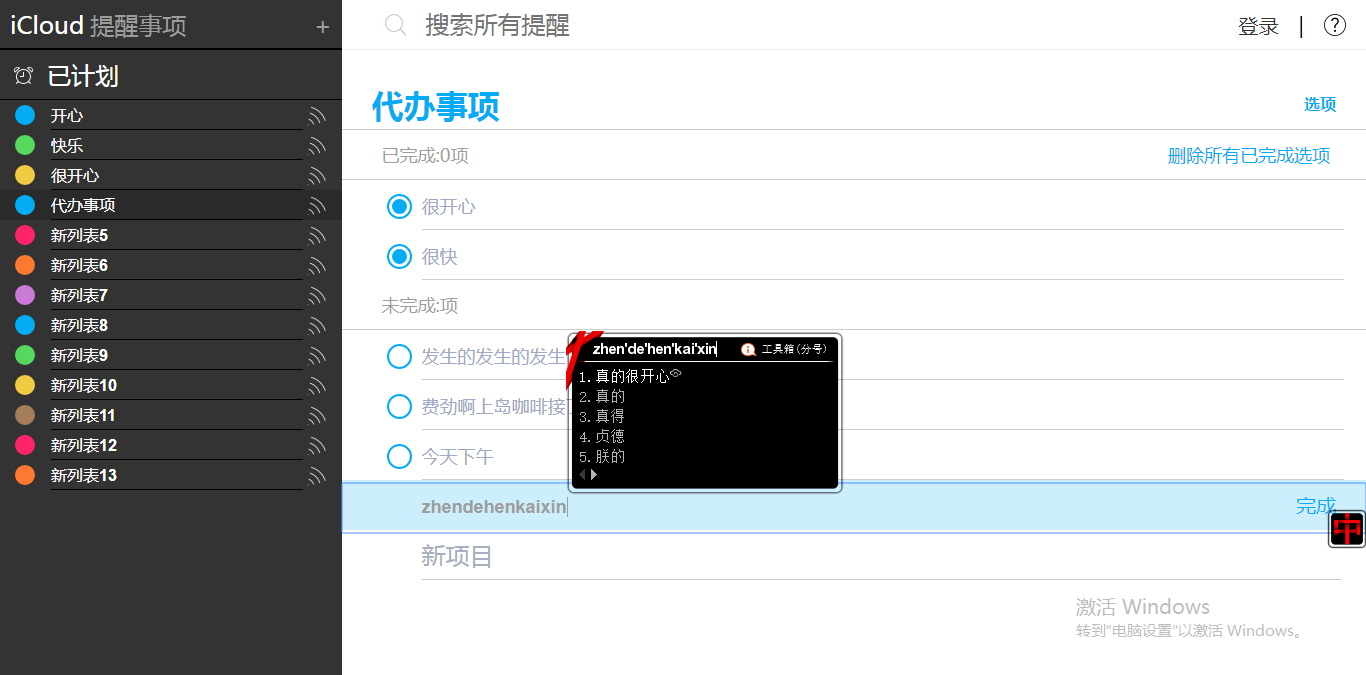 iCloud 提醒事项 +
已计划
开心
快乐
很开心
代办事项
新列表5
新列表6
新列表7
新列表8
新列表9
新列表10
新列表11
新列表12
新列表13
搜索所有提醒
登录 | ?
代办事项 选项
已完成:0项 删除所有已完成选项
很开心
很快
未完成:项
发生的发生的发生
费劲啊上岛咖啡接
今天下午
zhen'de'hen'kai'xin 工具箱(分号)
1.真的很开心
2.真的
3.真得
4.贞德
5.朕的
zhendehenkaixin 完成
中
新项目
激活 Windows
转到"电脑设置"以激活 Windows。